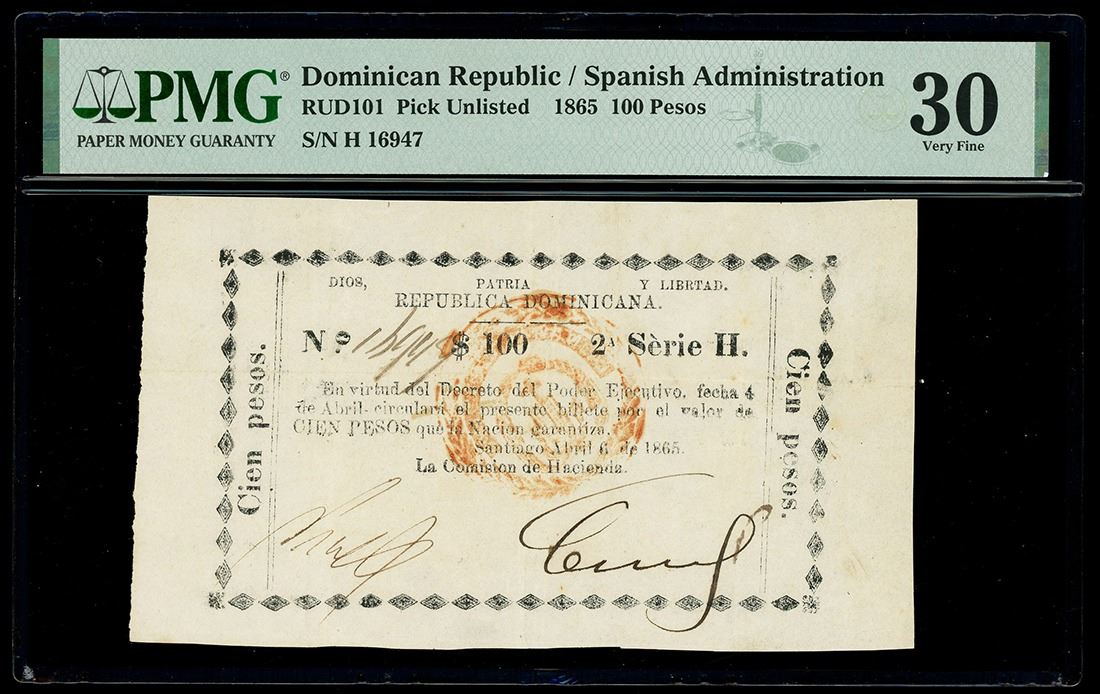 PMG®
PAPER MONEY GUARANTY
Dominican Republic / Spanish Administration
RUD101 Pick Unlisted 1865 100 Pesos
S/N H 16947
30
Very Fine
DIOS, PATRIA Y LIBRTAD.
REPUBLICA DOMINICANA.
Nº. 16947 $ 100 2ᴬ Sèrie H.
En virtud del Decreto del Poder Ejecutivo, fecha 4
de Abril circulará el presente billete por el valor de
CIEN PESOS que la Nacion garantiza.
Santiago Abril 6 de 1865.
La Comision de Hacienda.
Cien pesos.
Cien pesos.